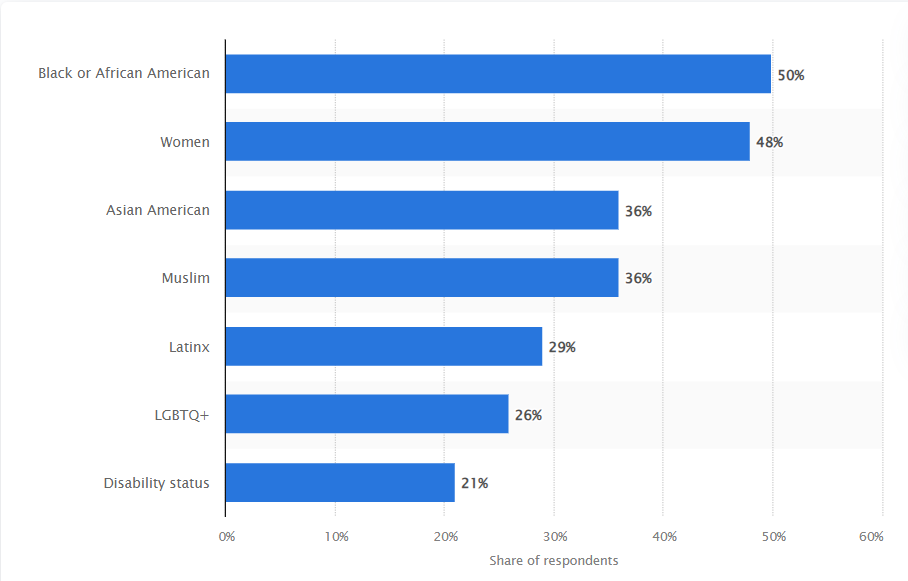 Black or African American 50%
Women 48%
Asian American 36%
Muslim 36%
Latinx 29%
LGBTQ+ 26%
Disability status 21%
0% 10% 20% 30% 40% 50% 60%
Share of respondents